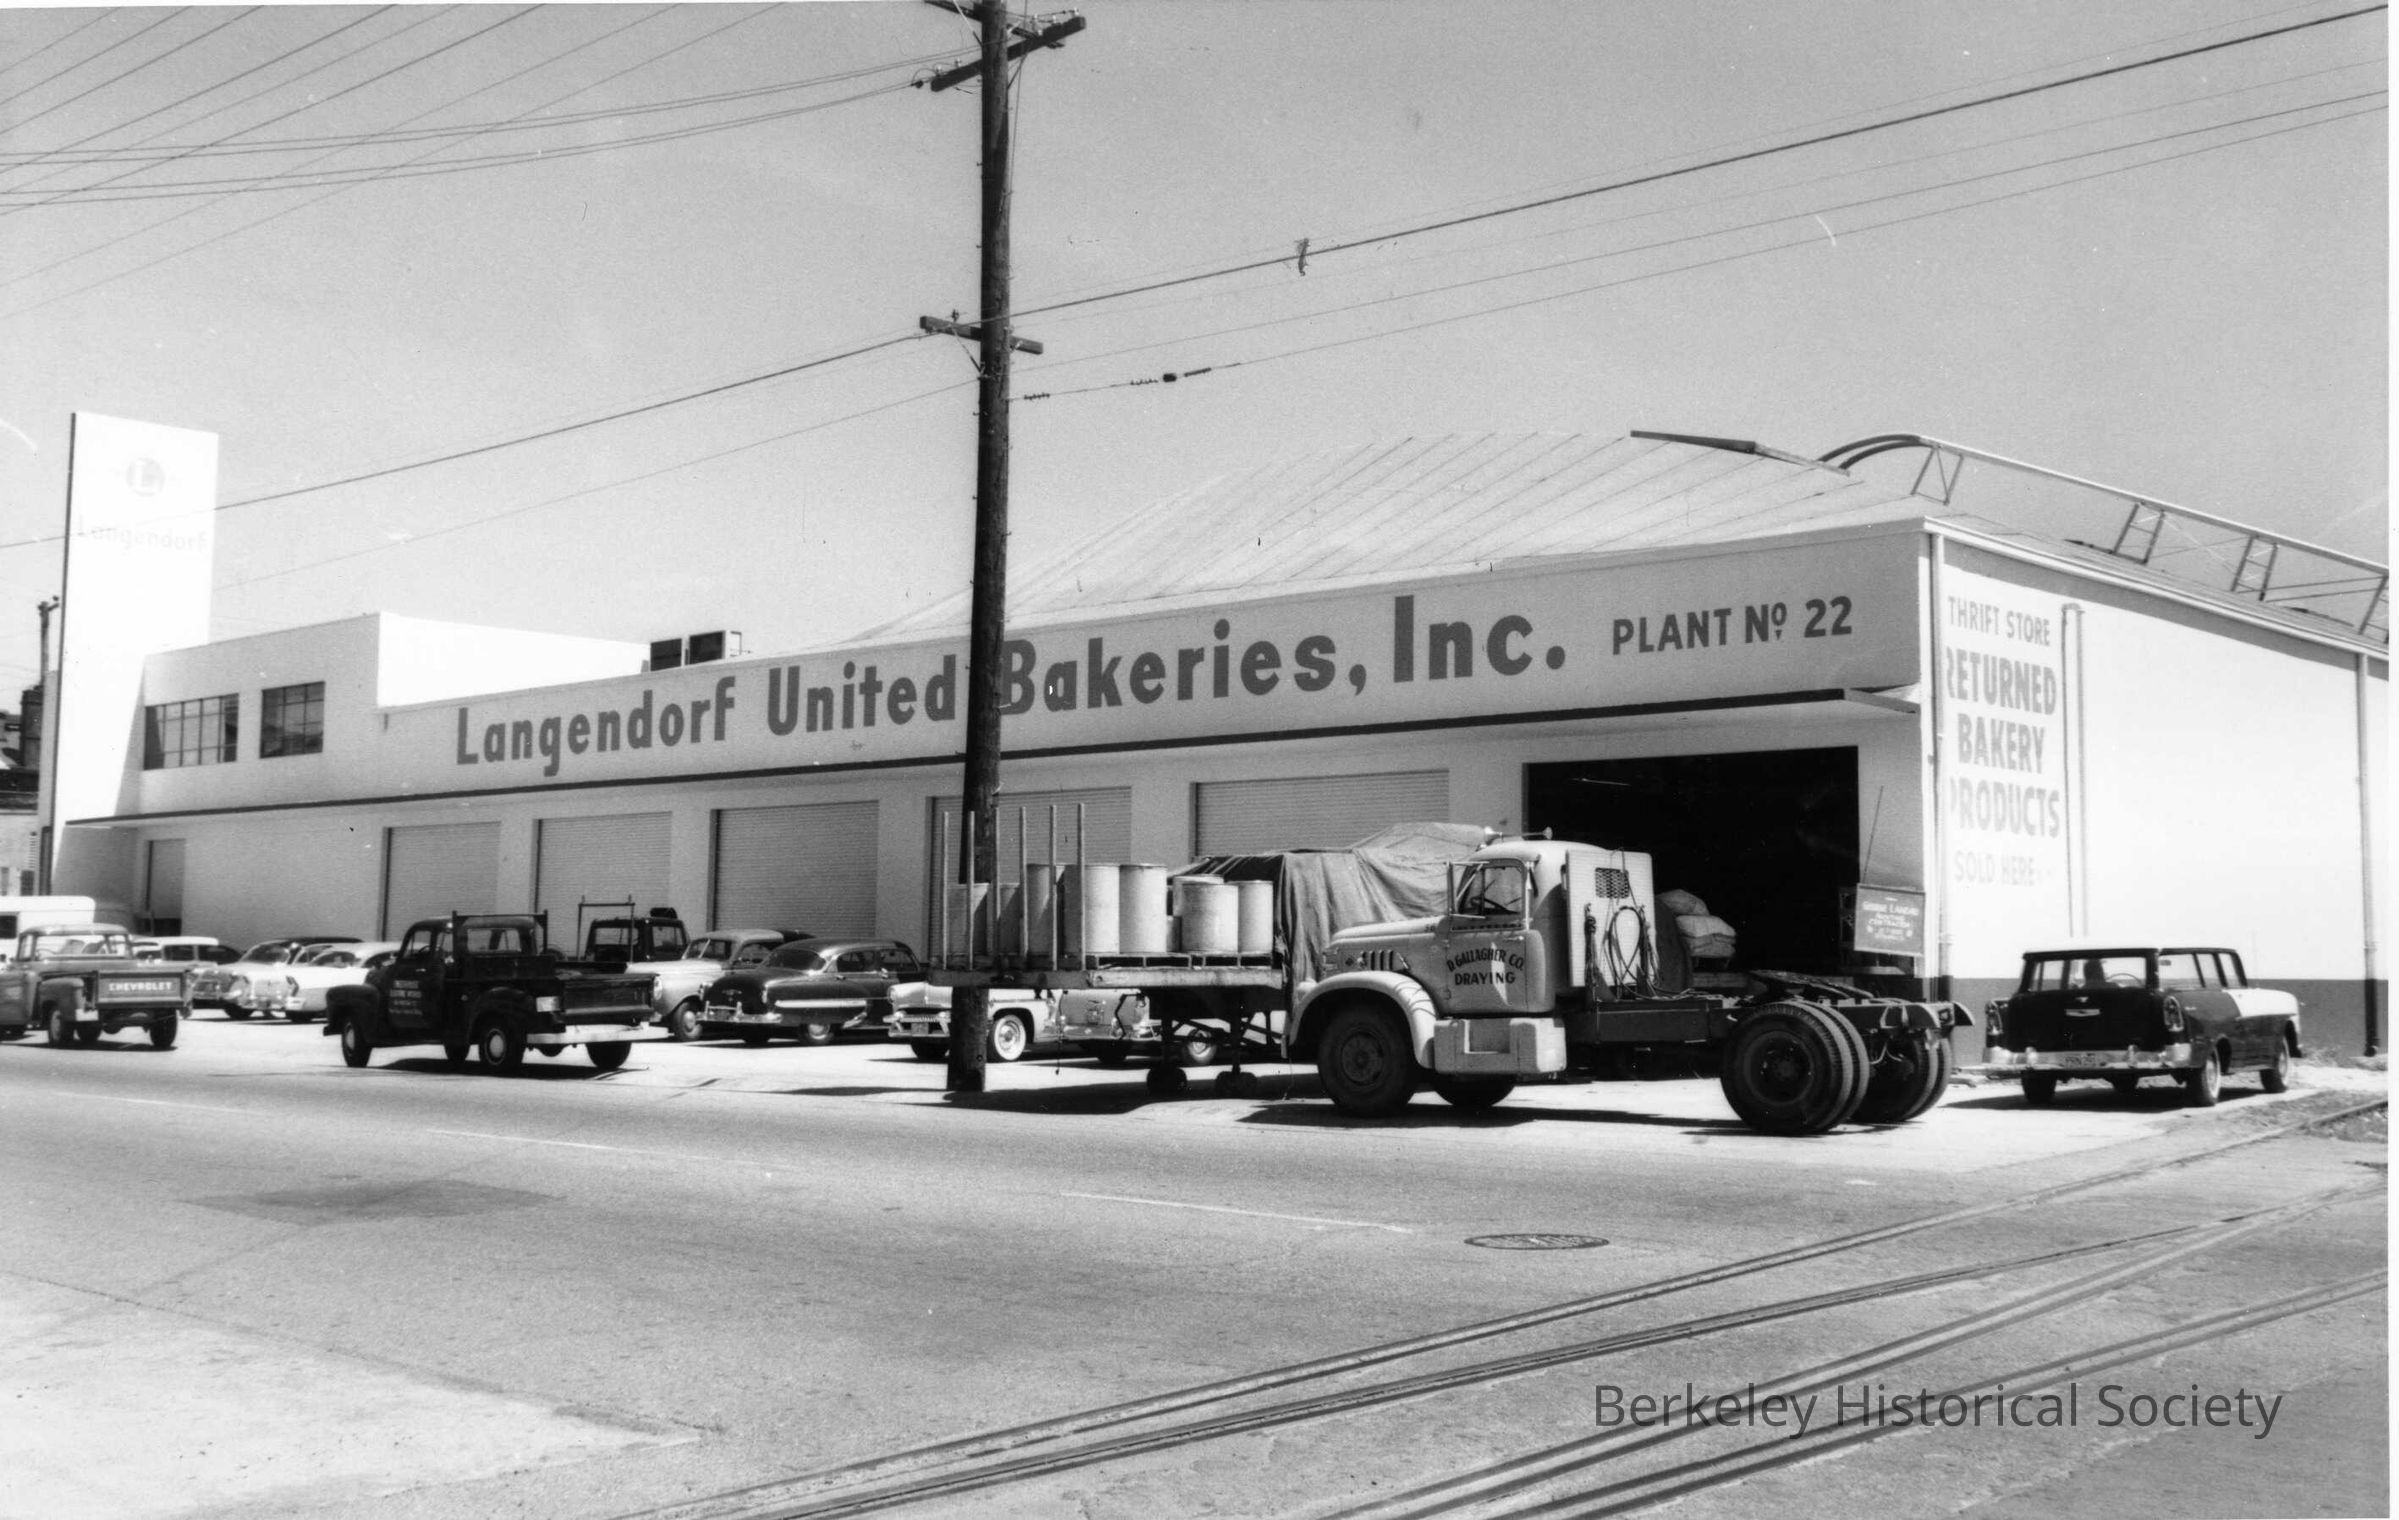 L
Langendorf
Langendorf United Bakeries, Inc. PLANT Nº 22
THRIFT STORE
RETURNED
BAKERY
PRODUCTS
SOLD HERE
CHEVROLET
D. GALLAGHER CO.
DRAYING
Berkeley Historical Society